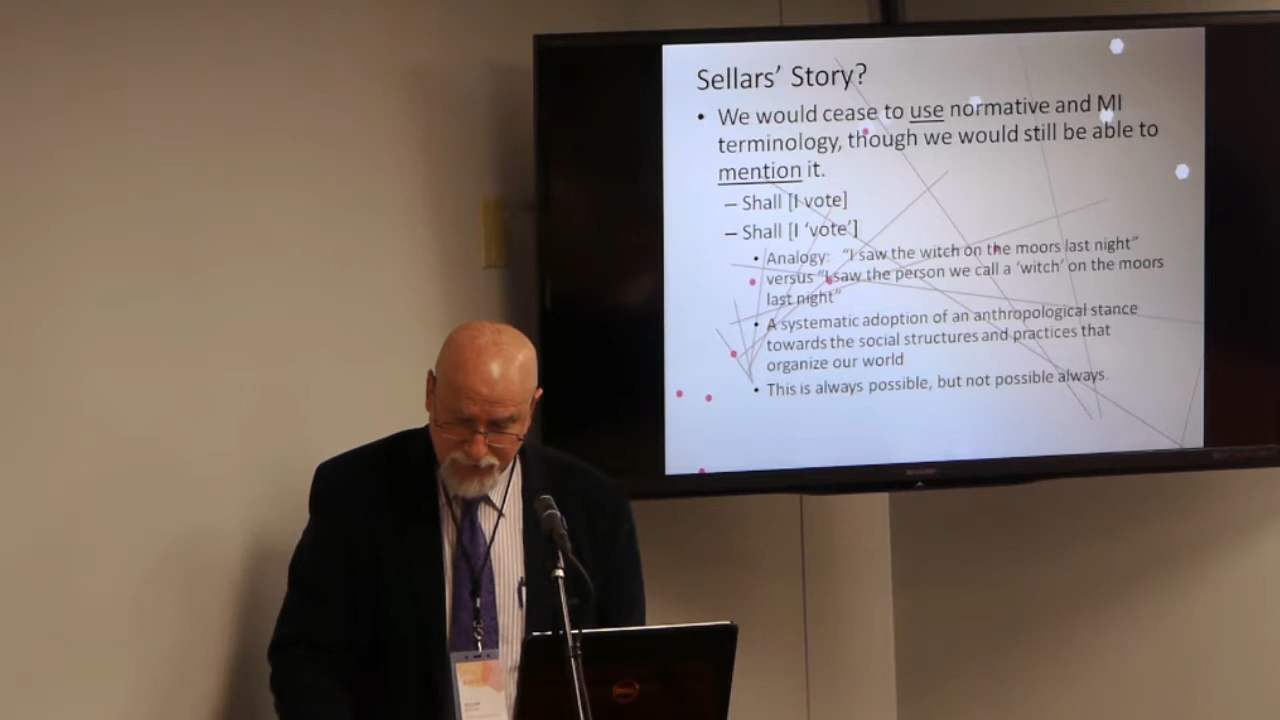 Sellars’ Story?
• We would cease to use normative and MI
terminology, though we would still be able to
mention it.
– Shall [I vote]
– Shall [I ‘vote’]
• Analogy: “I saw the witch on the moors last night”
versus “I saw the person we call a ‘witch’ on the moors
last night”
• A systematic adoption of an anthropological stance
towards the social structures and practices that
organize our world
• This is always possible, but not possible always.
SHARP
DELL